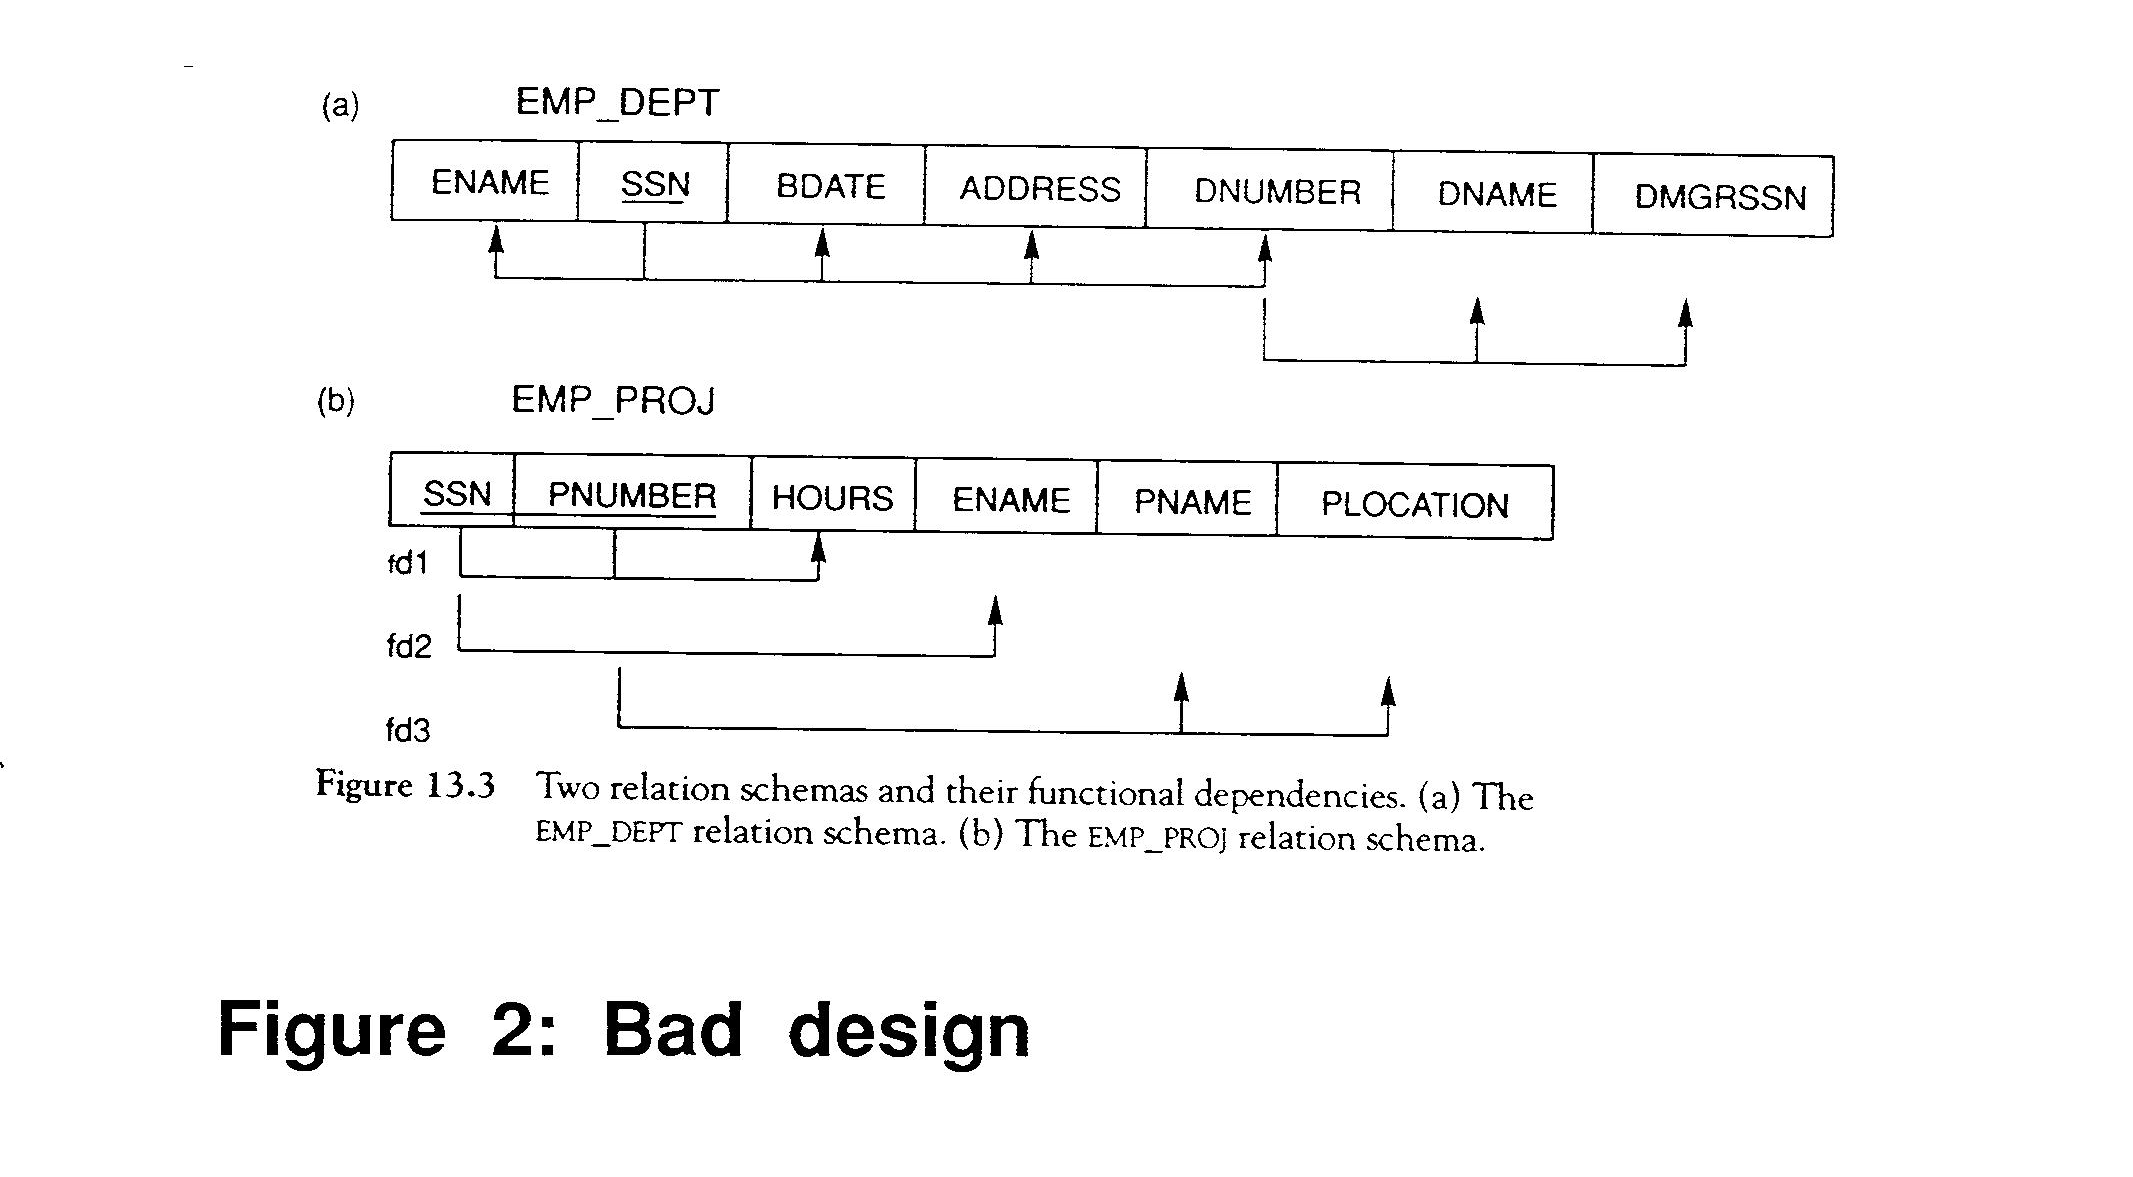 (a) EMP_DEPT
ENAME SSN BDATE ADDRESS DNUMBER DNAME DMGRSSN
(b) EMP_PROJ
SSN PNUMBER HOURS ENAME PNAME PLOCATION
fd1
fd2
fd3
Figure 13.3 Two relation schemas and their functional dependencies. (a) The
EMP_DEPT relation schema. (b) The EMP_PROJ relation schema.
Figure 2: Bad design